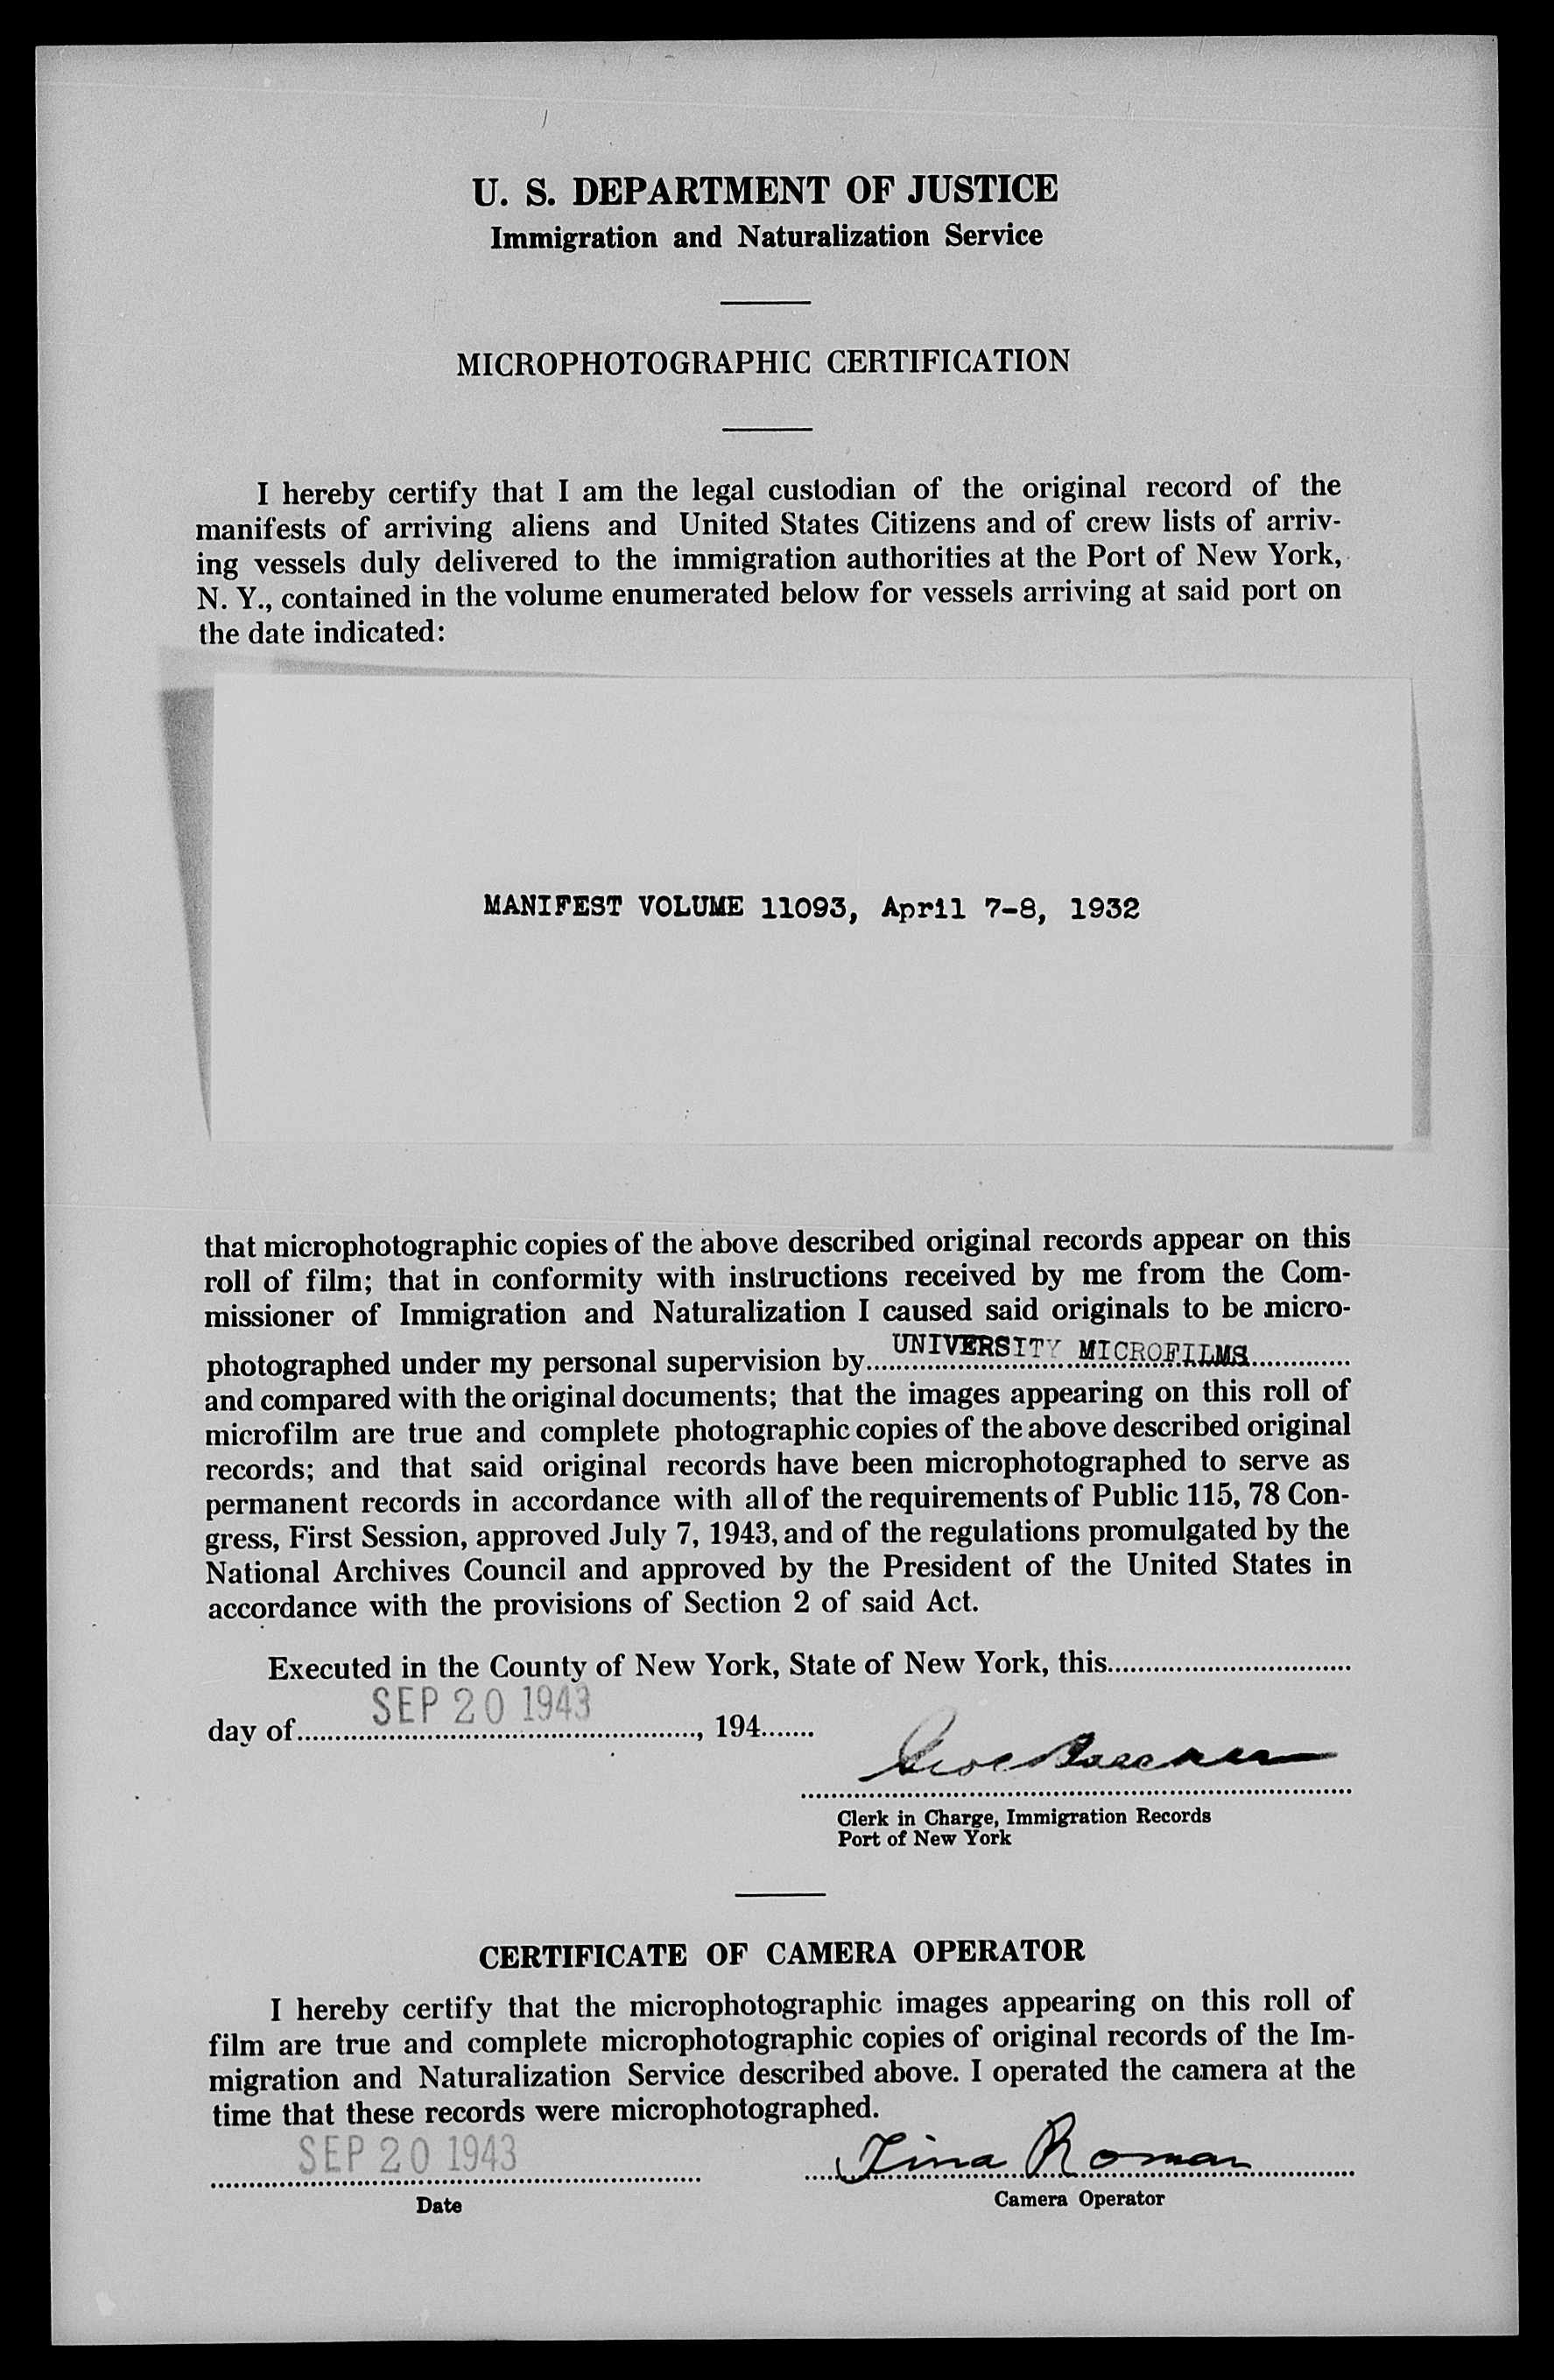 U. S. DEPARTMENT OF JUSTICE
Immigration and Naturalization Service
MICROPHOTOGRAPHIC CERTIFICATION
I hereby certify that I am the legal custodian of the original record of the
manifests of arriving aliens and United States Citizens and of crew lists of arriv-
ing vessels duly delivered to the immigration authorities at the Port of New York,
N. Y., contained in the volume enumerated below for vessels arriving at said port on
the date indicated:
MANIFEST VOLUME 11093, April 7-8, 1932
that microphotographic copies of the above described original records appear on this
roll of film; that in conformity with instructions received by me from the Com-
missioner of Immigration and Naturalization I caused said originals to be micro-
photographed under my personal supervision by UNIVERSITY MICROFILMS
and compared with the original documents; that the images appearing on this roll of
microfilm are true and complete photographic copies of the above described original
records; and that said original records have been microphotographed to serve as
permanent records in accordance with all of the requirements of Public 115, 78 Con-
gress, First Session, approved July 7, 1943, and of the regulations promulgated by the
National Archives Council and approved by the President of the United States in
accordance with the provisions of Section 2 of said Act.
Executed in the County of New York, State of New York, this
day of SEP 20 1943, 194
Clerk in Charge, Immigration Records
Port of New York
CERTIFICATE OF CAMERA OPERATOR
I hereby certify that the microphotographic images appearing on this roll of
film are true and complete microphotographic copies of original records of the Im-
migration and Naturalization Service described above. I operated the camera at the
time that these records were microphotographed.
SEP 20 1943 Tina Roman
Date Camera Operator